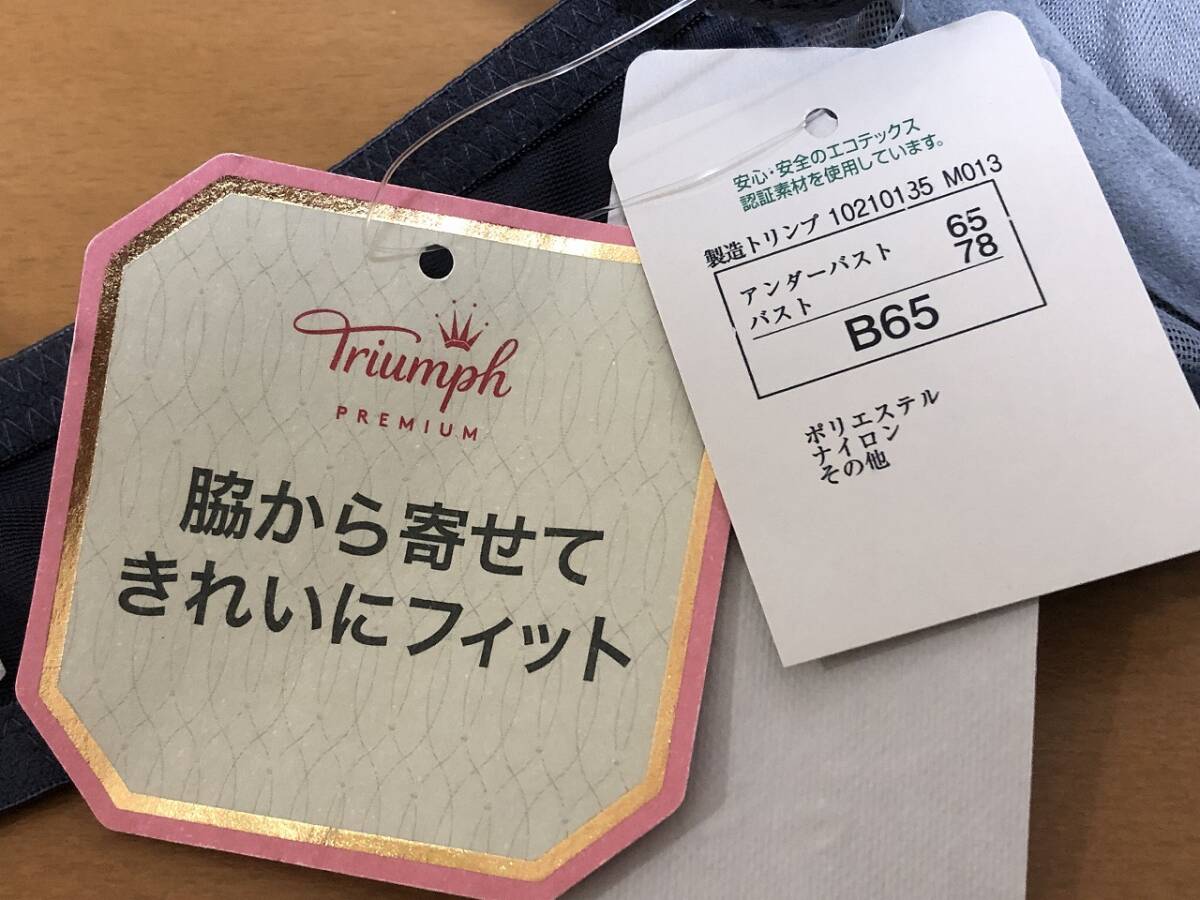 Triumph
PREMIUM
脇から寄せて
きれいにフィット
安心・安全のエコテックス
認証素材を使用しています。
製造トリンプ 10210135 M013
アンダーバスト 65
バスト 78
B65
ポリエステル
ナイロン
その他